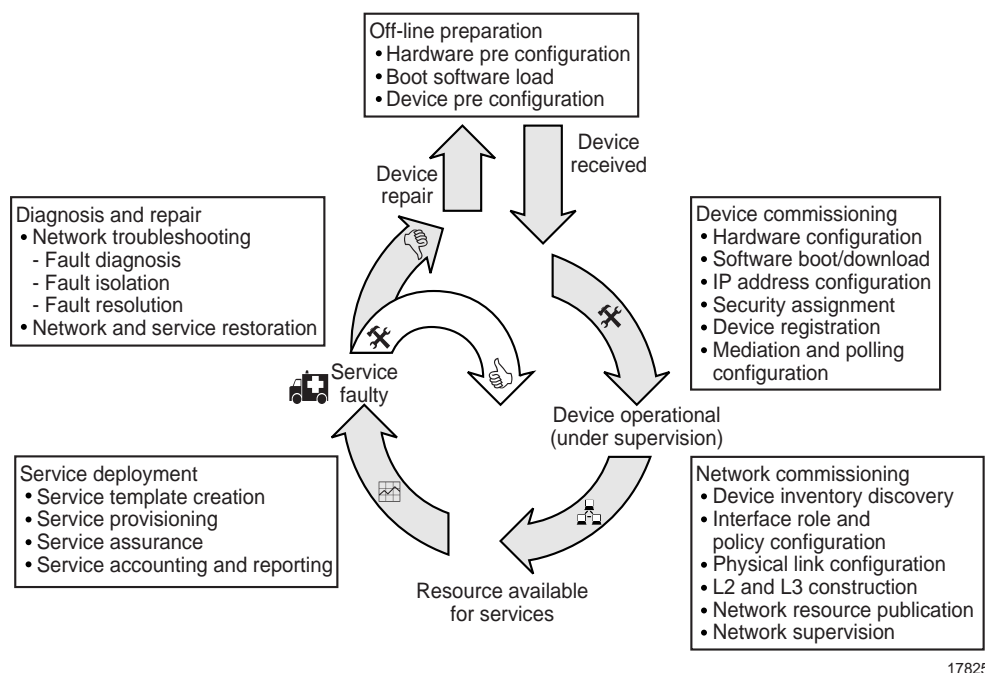 Off-line preparation
• Hardware pre configuration
• Boot software load
• Device pre configuration
Device
received
Device
repair
Diagnosis and repair
• Network troubleshooting
- Fault diagnosis
- Fault isolation
- Fault resolution
• Network and service restoration
Device commissioning
• Hardware configuration
• Software boot/download
• IP address configuration
• Security assignment
• Device registration
• Mediation and polling
configuration
Service
faulty
Device operational
(under supervision)
Service deployment
• Service template creation
• Service provisioning
• Service assurance
• Service accounting and reporting
Network commissioning
• Device inventory discovery
• Interface role and
policy configuration
• Physical link configuration
• L2 and L3 construction
• Network resource publication
• Network supervision
Resource available
for services
17825